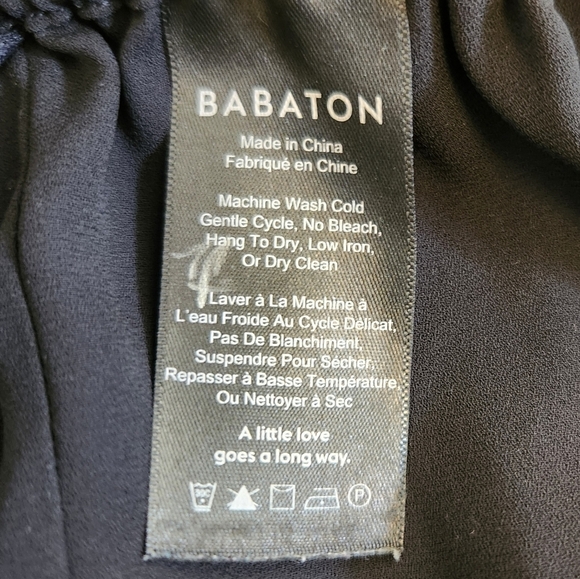 BABATON
Made in China
Fabriqué en Chine
Machine Wash Cold
Gentle Cycle, No Bleach,
Hang To Dry, Low Iron,
Or Dry Clean
Laver à La Machine à
L'eau Froide Au Cycle Délicat,
Pas De Blanchiment,
Suspendre Pour Sécher,
Repasser à Basse Température,
Ou Nettoyer à Sec
A little love
goes a long way.
30C P